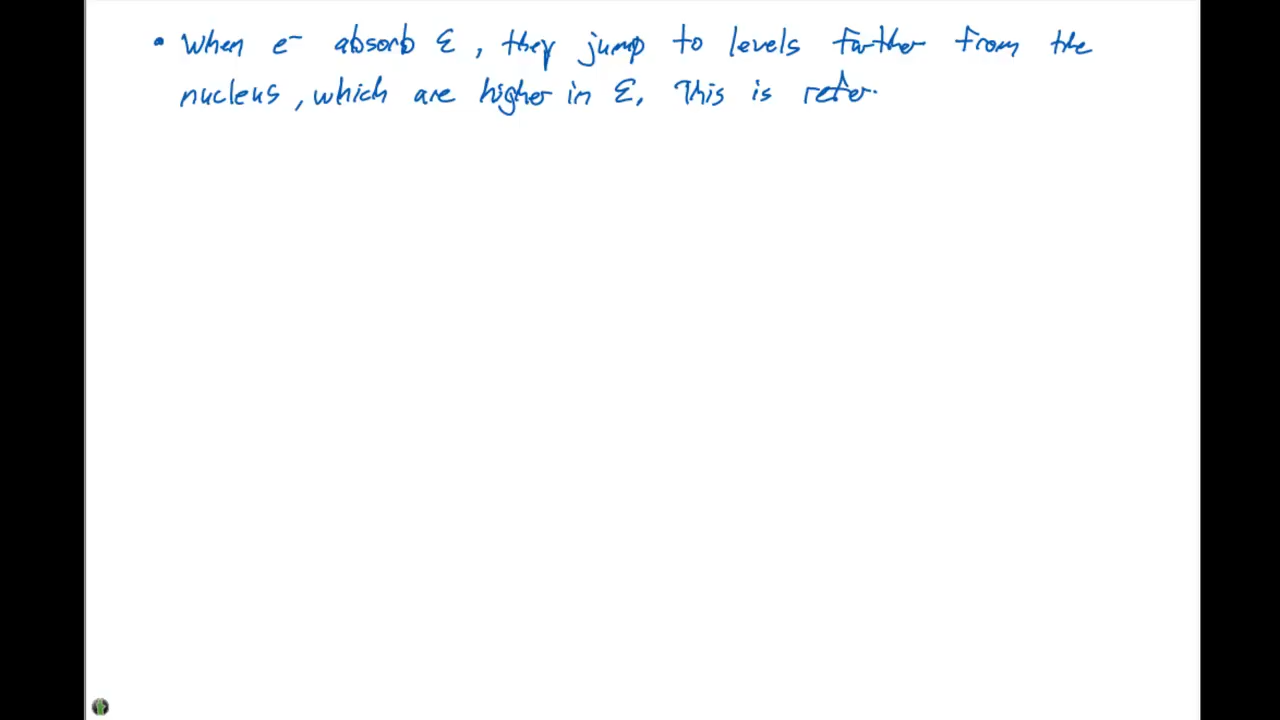 • When e⁻ absorb ℰ, they jump to levels farther from the
nucleus, which are higher in ℰ. This is refer